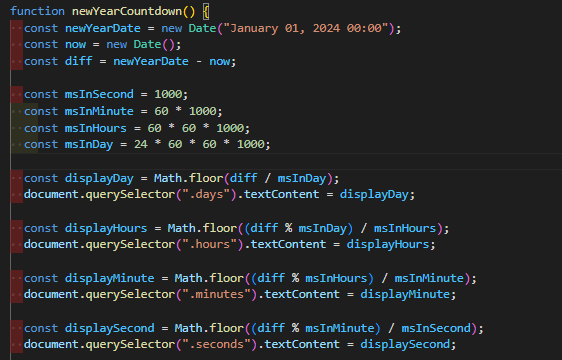 function newYearCountdown() {
  const newYearDate = new Date("January 01, 2024 00:00");
  const now = new Date();
  const diff = newYearDate - now;

  const msInSecond = 1000;
  const msInMinute = 60 * 1000;
  const msInHours = 60 * 60 * 1000;
  const msInDay = 24 * 60 * 60 * 1000;

  const displayDay = Math.floor(diff / msInDay);
  document.querySelector(".days").textContent = displayDay;

  const displayHours = Math.floor((diff % msInDay) / msInHours);
  document.querySelector(".hours").textContent = displayHours;

  const displayMinute = Math.floor((diff % msInHours) / msInMinute);
  document.querySelector(".minutes").textContent = displayMinute;

  const displaySecond = Math.floor((diff % msInMinute) / msInSecond);
  document.querySelector(".seconds").textContent = displaySecond;